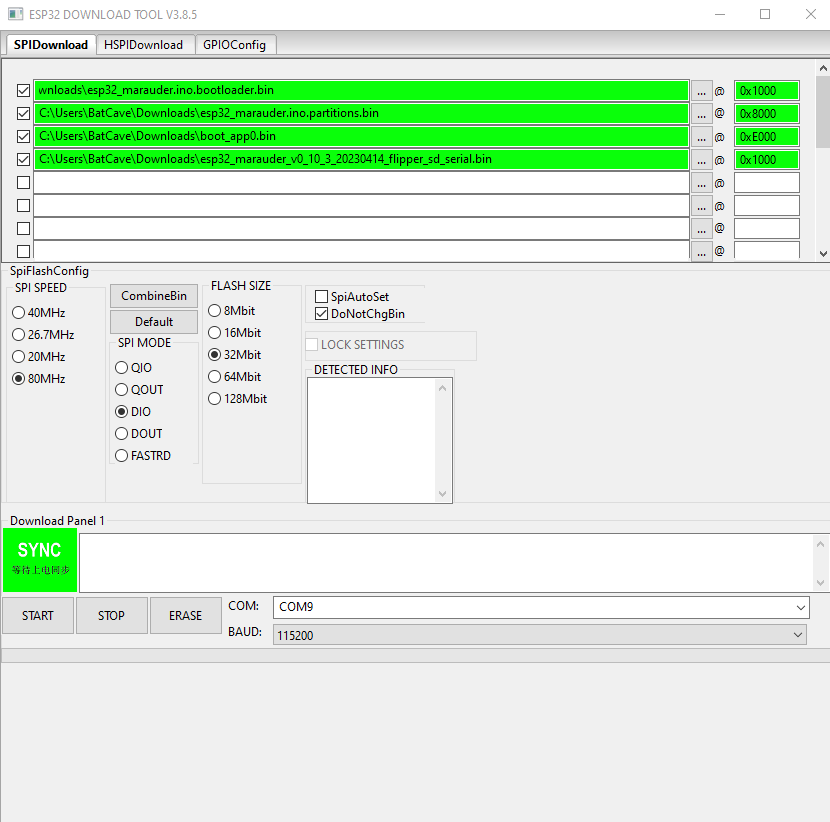 ESP32 DOWNLOAD TOOL V3.8.5
SPIDownload HSPIDownload GPIOConfig
wnloads\esp32_marauder.ino.bootloader.bin ... @ 0x1000
C:\Users\BatCave\Downloads\esp32_marauder.ino.partitions.bin ... @ 0x8000
C:\Users\BatCave\Downloads\boot_app0.bin ... @ 0xE000
C:\Users\BatCave\Downloads\esp32_marauder_v0_10_3_20230414_flipper_sd_serial.bin ... @ 0x1000
... @
... @
... @
... @
SpiFlashConfig
SPI SPEED
40MHz
26.7MHz
20MHz
80MHz
CombineBin
Default
SPI MODE
QIO
QOUT
DIO
DOUT
FASTRD
FLASH SIZE
8Mbit
16Mbit
32Mbit
64Mbit
128Mbit
SpiAutoSet
DoNotChgBin
LOCK SETTINGS
DETECTED INFO
Download Panel 1
SYNC
等待上电同步
START STOP ERASE
COM: COM9
BAUD: 115200